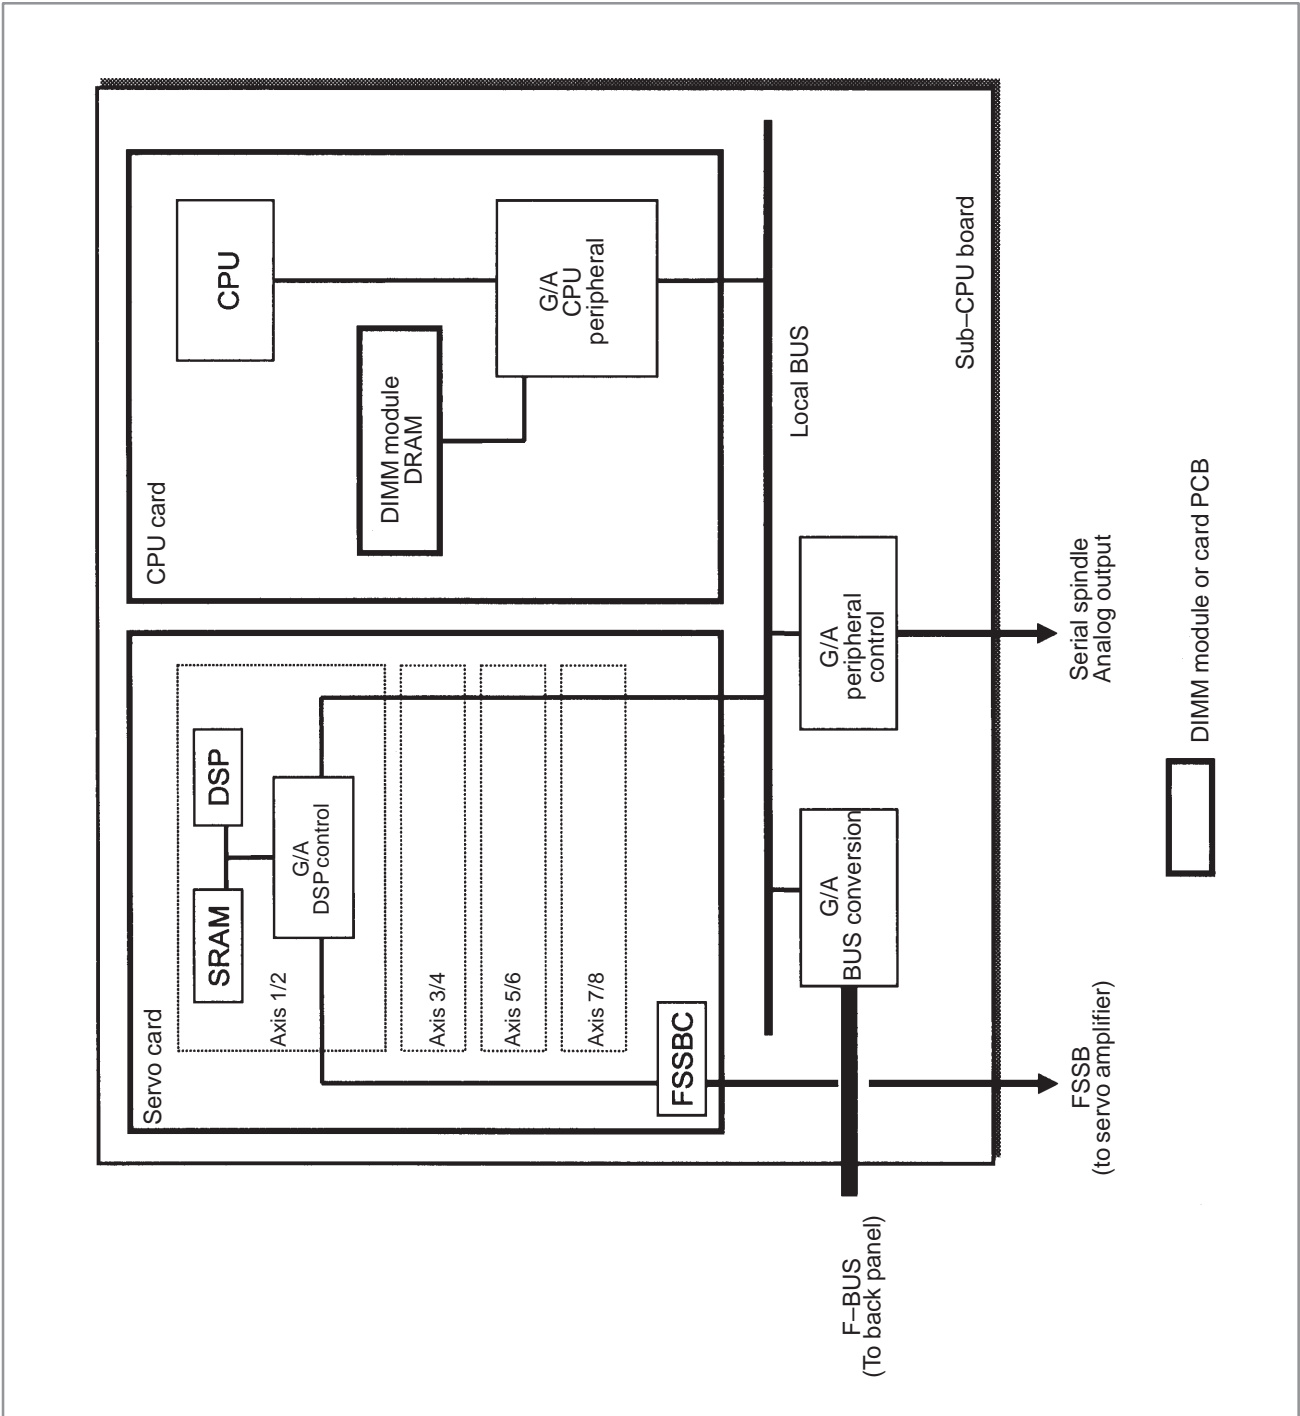 Servo card
Axis 1/2
SRAM
DSP
G/A
DSP control
Axis 3/4
Axis 5/6
Axis 7/8
FSSBC
CPU card
CPU
DIMM module
DRAM
G/A
CPU
peripheral
Local BUS
G/A
BUS conversion
G/A
peripheral
control
Sub–CPU board
F–BUS
(To back panel)
FSSB
(to servo amplifier)
Serial spindle
Analog output
DIMM module or card PCB